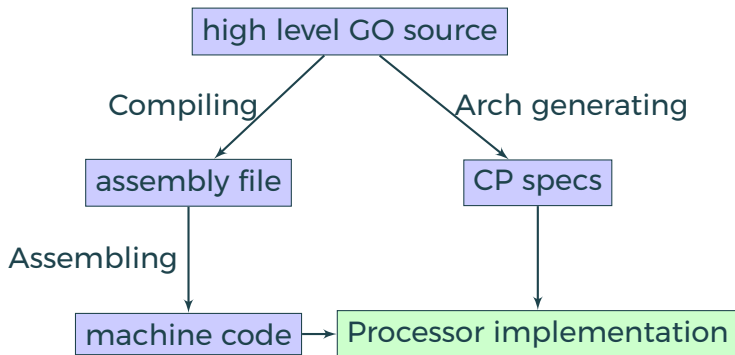 high level GO source
Compiling
Arch generating
assembly file
CP specs
Assembling
machine code
Processor implementation